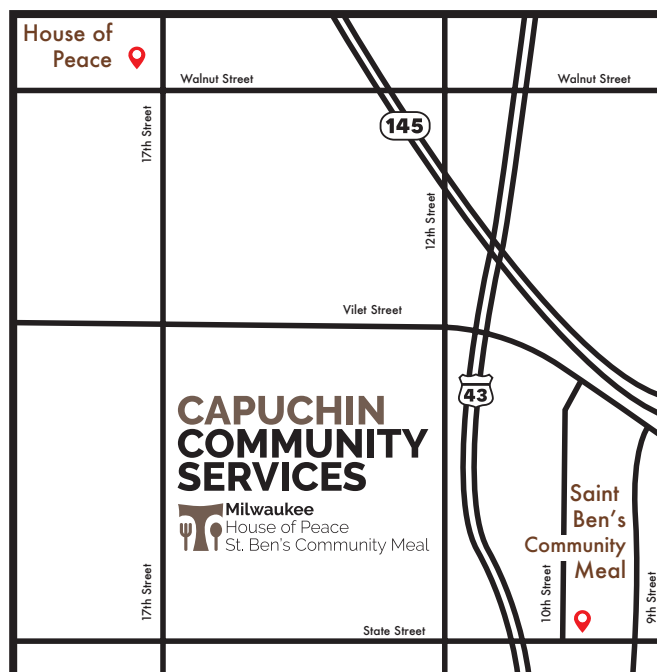 House of
Peace
Walnut Street
Walnut Street
17th Street
145
12th Street
Vilet Street
43
CAPUCHIN
COMMUNITY
SERVICES
Milwaukee
House of Peace
St. Ben's Community Meal
Saint
Ben's
Community
Meal
17th Street
10th Street
9th Street
State Street